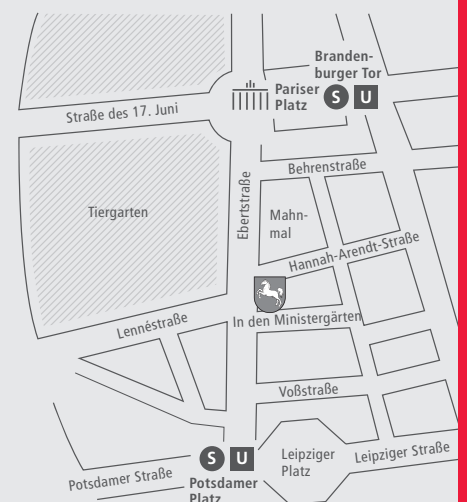 Branden-
burger Tor
Pariser
Platz
S U
Straße des 17. Juni
Behrenstraße
Ebertstraße
Tiergarten
Mahn-
mal
Hannah-Arendt-Straße
Lennéstraße
In den Ministergärten
Voßstraße
S U
Potsdamer
Platz
Leipziger
Platz
Leipziger Straße
Potsdamer Straße